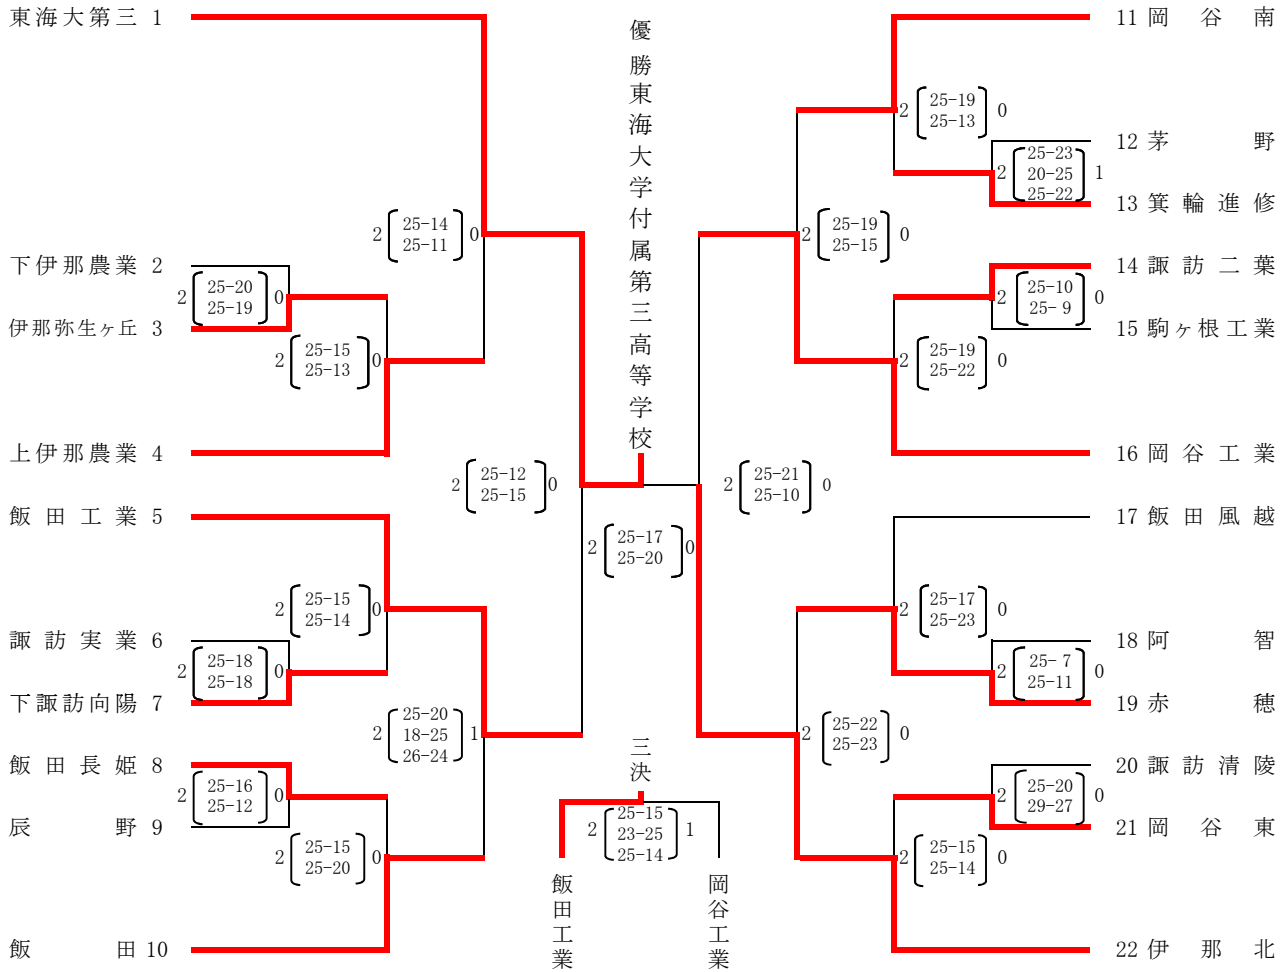 東海大第三 1
下伊那農業 2
伊那弥生ヶ丘 3
上伊那農業 4
飯田工業 5
諏訪実業 6
下諏訪向陽 7
飯田長姫 8
辰野 9
飯田 10
2 25-20 0
25-19
2 25-18 0
25-18
2 25-16 0
25-12
2 25-15 0
25-13
2 25-15 0
25-14
2 25-15 0
25-20
2 25-14 0
25-11
2 25-20 1
18-25
26-24
2 25-12 0
25-15
優勝東海大学付属第三高等学校
2 25-17 0
25-20
三決
2 25-15 1
23-25
25-14
飯田工業
岡谷工業
2 25-21 0
25-10
2 25-19 0
25-15
2 25-22 0
25-23
2 25-19 0
25-13
2 25-19 0
25-22
2 25-17 0
25-23
2 25-15 0
25-14
2 25-23 1
20-25
25-22
2 25-10 0
25- 9
2 25- 7 0
25-11
2 25-20 0
29-27
11 岡谷南
12 茅野
13 箕輪進修
14 諏訪二葉
15 駒ヶ根工業
16 岡谷工業
17 飯田風越
18 阿智
19 赤穂
20 諏訪清陵
21 岡谷東
22 伊那北